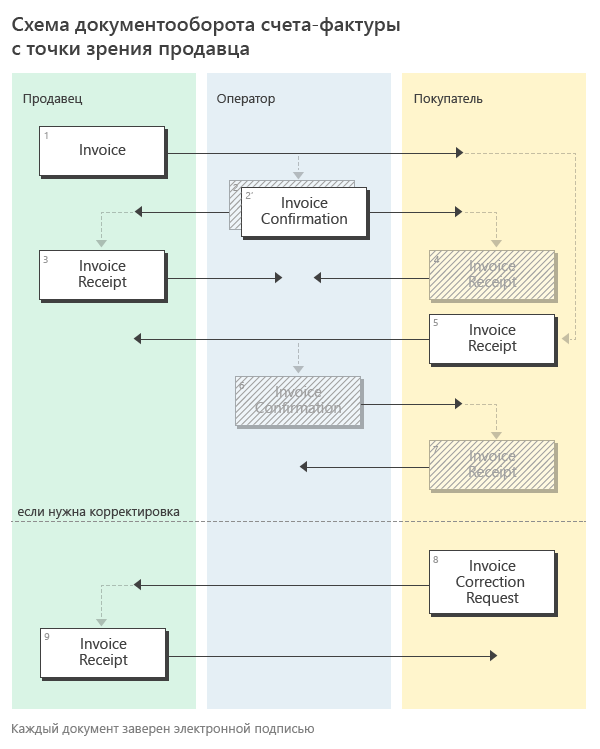 Схема документооборота счета-фактуры
с точки зрения продавца
Продавец
Оператор
Покупатель
1
Invoice
2
2'
Invoice
Confirmation
3
Invoice
Receipt
4
Invoice
Receipt
5
Invoice
Receipt
6
Invoice
Confirmation
7
Invoice
Receipt
если нужна корректировка
8
Invoice
Correction
Request
9
Invoice
Receipt
Каждый документ заверен электронной подписью